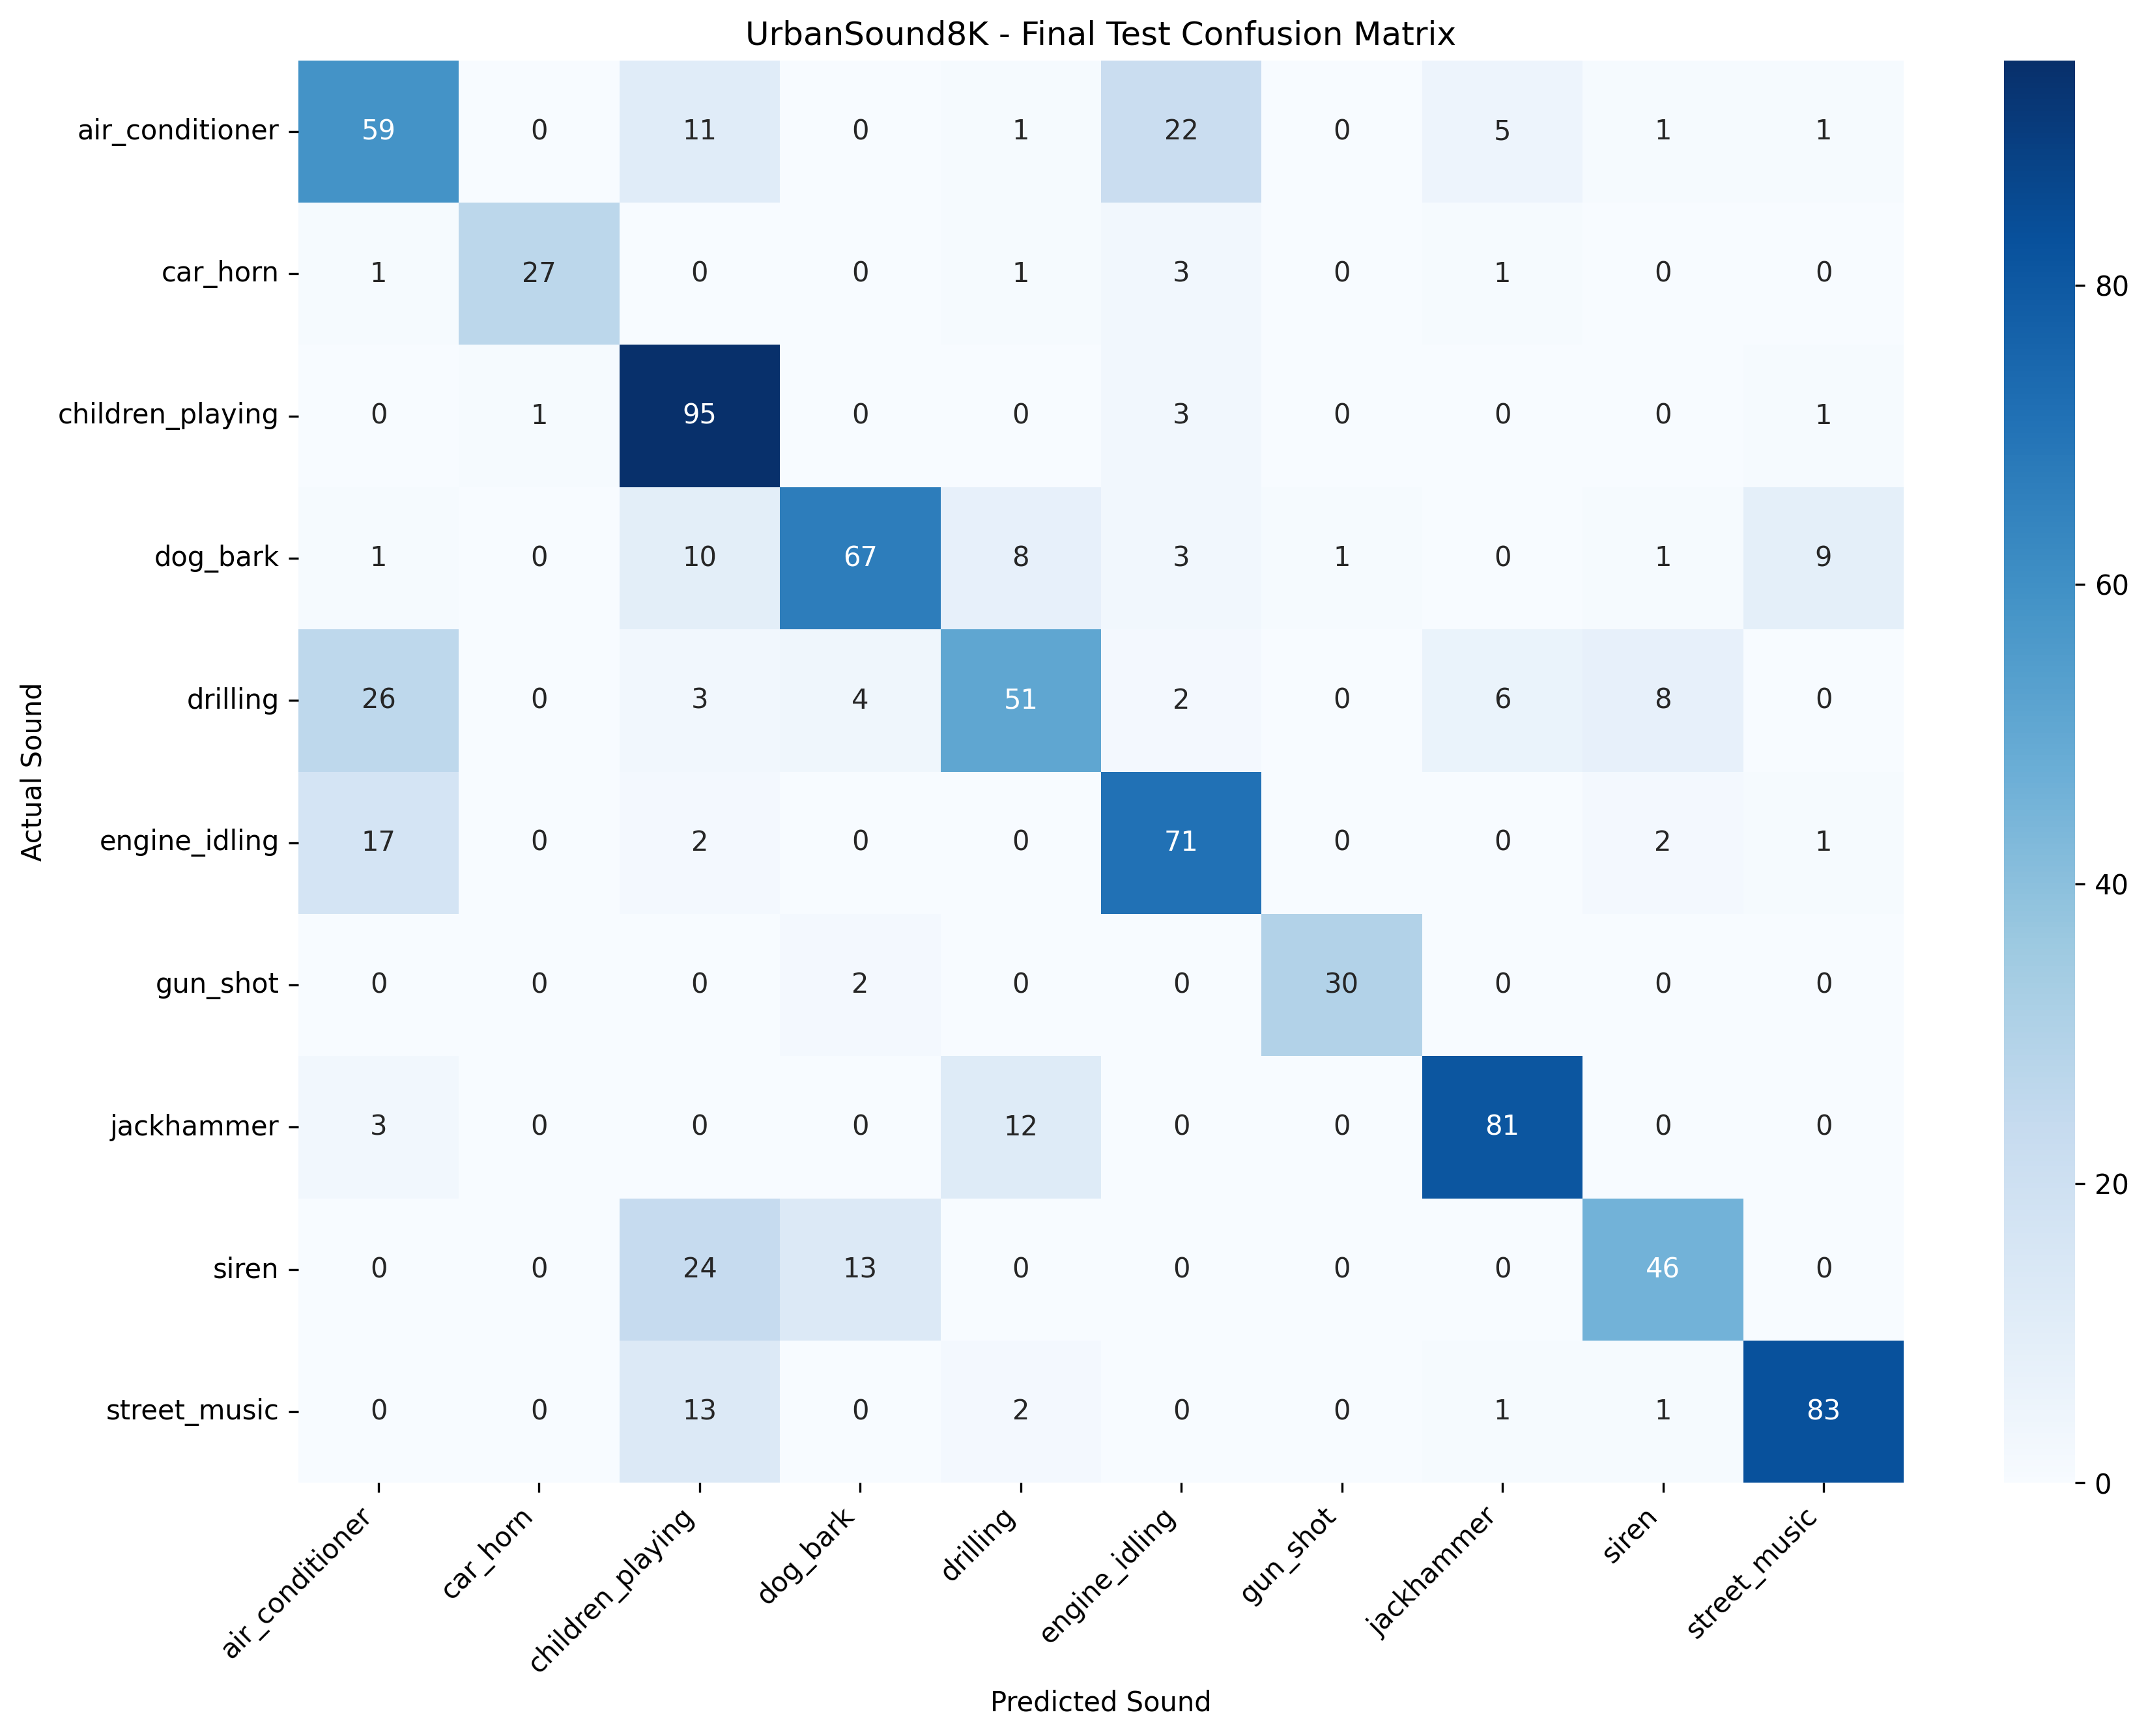 UrbanSound8K - Final Test Confusion Matrix
air_conditioner 59 0 11 0 1 22 0 5 1 1
car_horn 1 27 0 0 1 3 0 1 0 0
80
children_playing 0 1 95 0 0 3 0 0 0 1
dog_bark 1 0 10 67 8 3 1 0 1 9
60
drilling 26 0 3 4 51 2 0 6 8 0
Actual Sound
engine_idling 17 0 2 0 0 71 0 0 2 1
40
gun_shot 0 0 0 2 0 0 30 0 0 0
jackhammer 3 0 0 0 12 0 0 81 0 0
20
siren 0 0 24 13 0 0 0 0 46 0
street_music 0 0 13 0 2 0 0 1 1 83
0
air_conditioner car_horn children_playing dog_bark drilling engine_idling gun_shot jackhammer siren street_music
Predicted Sound